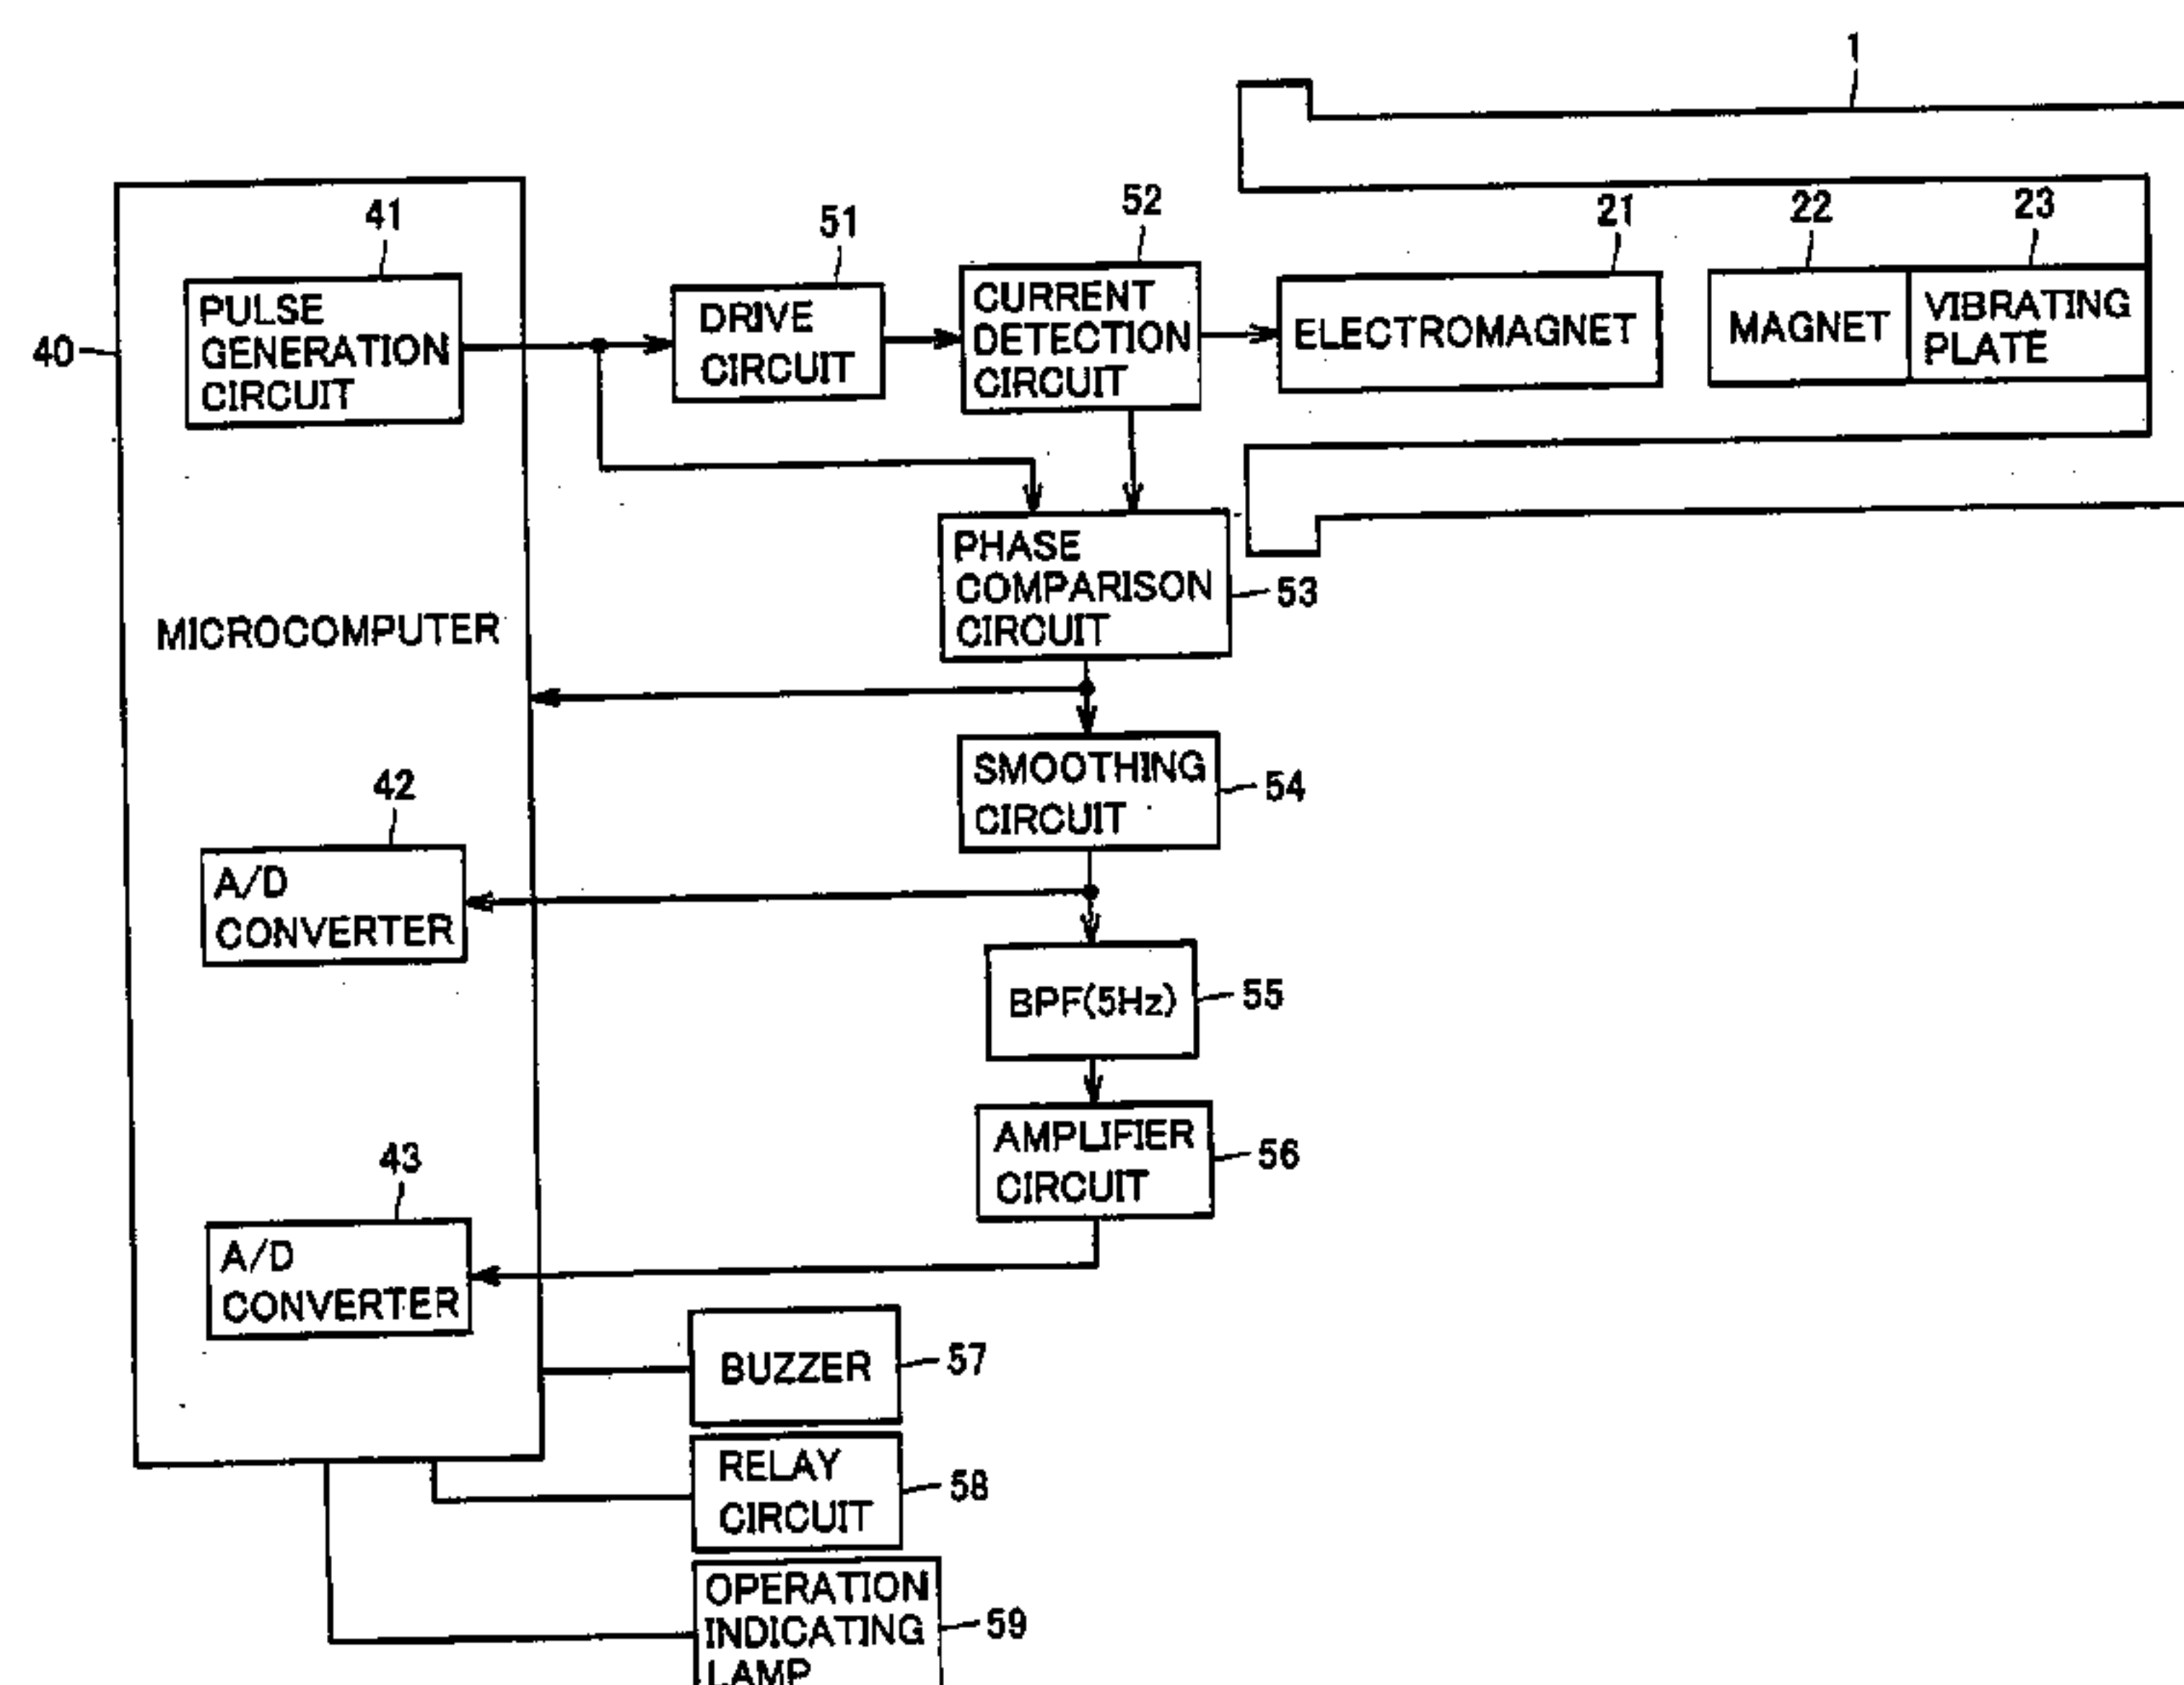 1
41
51
52
21
22
23
PULSE
GENERATION
CIRCUIT
DRIVE
CIRCUIT
CURRENT
DETECTION
CIRCUIT
ELECTROMAGNET
MAGNET
VIBRATING
PLATE
40
PHASE
COMPARISON
CIRCUIT
53
MICROCOMPUTER
SMOOTHING
CIRCUIT
54
42
A/D
CONVERTER
BPF(5Hz)
55
AMPLIFIER
CIRCUIT
56
43
A/D
CONVERTER
BUZZER
57
RELAY
CIRCUIT
58
OPERATION
INDICATING
LAMP
59